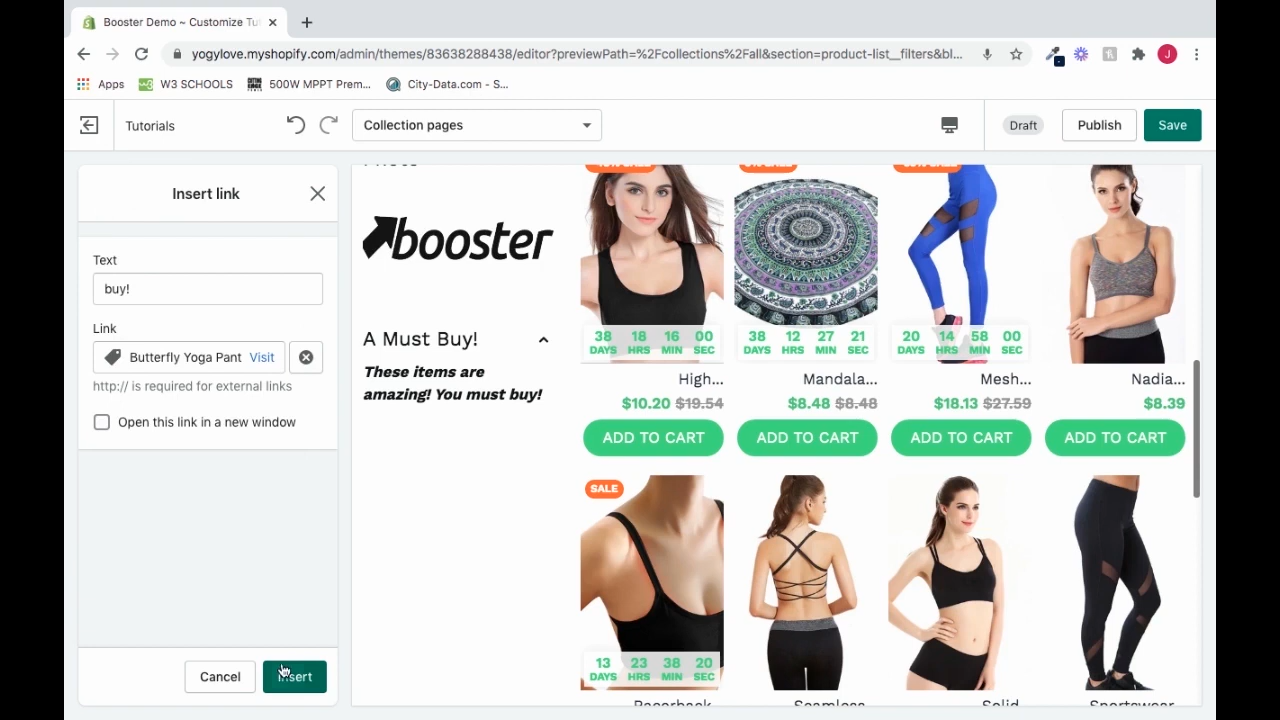 Booster Demo ~ Customize Tu
yogylove.myshopify.com/admin/themes/83638288438/editor?previewPath=%2Fcollections%2Fall&section=product-list__filters&bl...
J
Apps
W3 SCHOOLS
500W MPPT Prem...
City-Data.com - S...
Tutorials
Collection pages
Draft
Publish
Save
Insert link
Text
buy!
Link
Butterfly Yoga Pant Visit
http:// is required for external links
Open this link in a new window
Cancel
Insert
booster
A Must Buy!
These items are
amazing! You must buy!
38 18 16 00
DAYS HRS MIN SEC
38 12 27 21
DAYS HRS MIN SEC
20 14 58 00
DAYS HRS MIN SEC
High...
Mandala...
Mesh...
Nadia...
$10.20 $19.54
$8.48 $8.48
$18.13 $27.59
$8.39
ADD TO CART
ADD TO CART
ADD TO CART
ADD TO CART
SALE
13 23 38 20
DAYS HRS MIN SEC
Racerback
Seamless
Solid
Sportswear